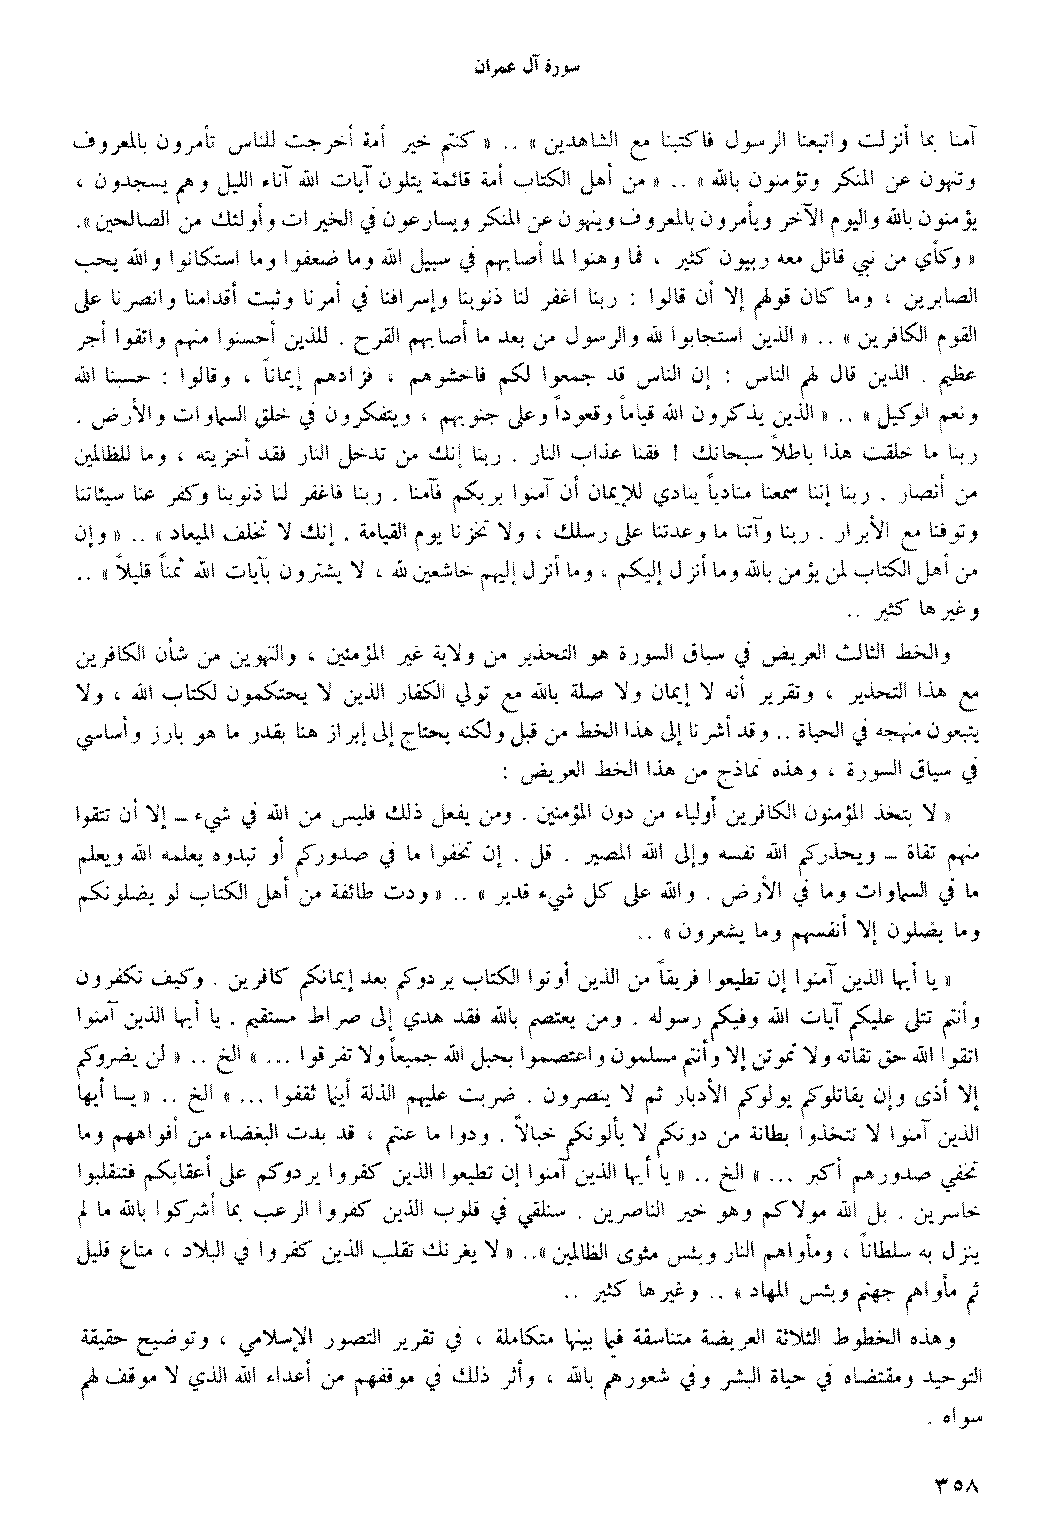 سورة آل عمران
آمنا بما أنزلت واتبعنا الرسول فاكتبنا مع الشاهدين » .. « كنتم خير أمة أخرجت للناس تأمرون بالمعروف
وتنهون عن المنكر وتؤمنون بالله » .. « من أهل الكتاب أمة قائمة يتلون آيات الله آناء الليل وهم يسجدون ،
يؤمنون بالله واليوم الآخر ويأمرون بالمعروف وينهون عن المنكر ويسارعون في الخيرات وأولئك من الصالحين ».
« وكأي من نبي قاتل معه ربيون كثير ، فما وهنوا لما أصابهم في سبيل الله وما ضعفوا وما استكانوا والله يحب
الصابرين ، وما كان قولهم إلا أن قالوا : ربنا اغفر لنا ذنوبنا وإسرافنا في أمرنا وثبت أقدامنا وانصرنا على
القوم الكافرين » .. « الذين استجابوا لله والرسول من بعد ما أصابهم القرح . للذين أحسنوا منهم واتقوا أجر
عظيم . الذين قال لهم الناس : إن الناس قد جمعوا لكم فاخشوهم ، فزادهم إيماناً ، وقالوا : حسبنا الله
ونعم الوكيل » .. « الذين يذكرون الله قياماً وقعوداً وعلى جنوبهم ، ويتفكرون في خلق السماوات والأرض .
ربنا ما خلقت هذا باطلاً سبحانك ! فقنا عذاب النار . ربنا إنك من تدخل النار فقد أخزيته ، وما للظالمين
من أنصار . ربنا إننا سمعنا منادياً ينادي للإيمان أن آمنوا بربكم فآمنا . ربنا فاغفر لنا ذنوبنا وكفر عنا سيئاتنا
وتوفنا مع الأبرار . ربنا وآتنا ما وعدتنا على رسلك ، ولا تخزنا يوم القيامة . إنك لا تخلف الميعاد » .. « وإن
من أهل الكتاب لمن يؤمن بالله وما أنزل إليكم ، وما أنزل إليهم خاشعين لله ، لا يشترون بآيات الله ثمناً قليلاً » ..
وغيرها كثير ..
والخط الثالث العريض في سياق السورة هو التحذير من ولاية غير المؤمنين ، والتهوين من شأن الكافرين
مع هذا التحذير ، وتقرير أنه لا إيمان ولا صلة بالله مع تولي الكفار الذين لا يحتكمون لكتاب الله ، ولا
يتبعون منهجه في الحياة .. وقد أشرنا إلى هذا الخط من قبل ولكنه يحتاج إلى إبراز هنا بقدر ما هو بارز وأساسي
في سياق السورة ، وهذه نماذج من هذا الخط العريض :
« لا يتخذ المؤمنون الكافرين أولياء من دون المؤمنين . ومن يفعل ذلك فليس من الله في شيء – إلا أن تتقوا
منهم تقاة – ويحذركم الله نفسه وإلى الله المصير . قل . إن تخفوا ما في صدوركم أو تبدوه يعلمه الله ويعلم
ما في السماوات وما في الأرض . والله على كل شيء قدير » .. « ودت طائفة من أهل الكتاب لو يضلونكم
وما يضلون إلا أنفسهم وما يشعرون » ..
« يا أيها الذين آمنوا إن تطيعوا فريقاً من الذين أوتوا الكتاب يردوكم بعد إيمانكم كافرين . وكيف تكفرون
وأنتم تتلى عليكم آيات الله وفيكم رسوله . ومن يعتصم بالله فقد هدي إلى صراط مستقيم . يا أيها الذين آمنوا
اتقوا الله حق تقاته ولا تموتن إلا وأنتم مسلمون واعتصموا بحبل الله جميعاً ولا تفرقوا ... » الخ .. « لن يضروكم
إلا أذى وإن يقاتلوكم يولوكم الأدبار ثم لا ينصرون . ضربت عليهم الذلة أينما ثقفوا ... » الخ .. « يا أيها
الذين آمنوا لا تتخذوا بطانة من دونكم لا يألونكم خبالاً . ودوا ما عنتم ، قد بدت البغضاء من أفواههم وما
تخفي صدورهم أكبر ... » الخ .. « يا أيها الذين آمنوا إن تطيعوا الذين كفروا يردوكم على أعقابكم فتنقلبوا
خاسرين . بل الله مولاكم وهو خير الناصرين . سنلقي في قلوب الذين كفروا الرعب بما أشركوا بالله ما لم
ينزل به سلطاناً ، ومأواهم النار وبئس مثوى الظالمين ».. « لا يغرنك تقلب الذين كفروا في البلاد ، متاع قليل
ثم مأواهم جهنم وبئس المهاد » .. وغيرها كثير ..
وهذه الخطوط الثلاثة العريضة متناسقة فيما بينها متكاملة ، في تقرير التصور الإسلامي ، وتوضيح حقيقة
التوحيد ومقتضاه في حياة البشر وفي شعورهم بالله ، وأثر ذلك في موقفهم من أعداء الله الذي لا موقف لهم
سواه .
٣٥٨